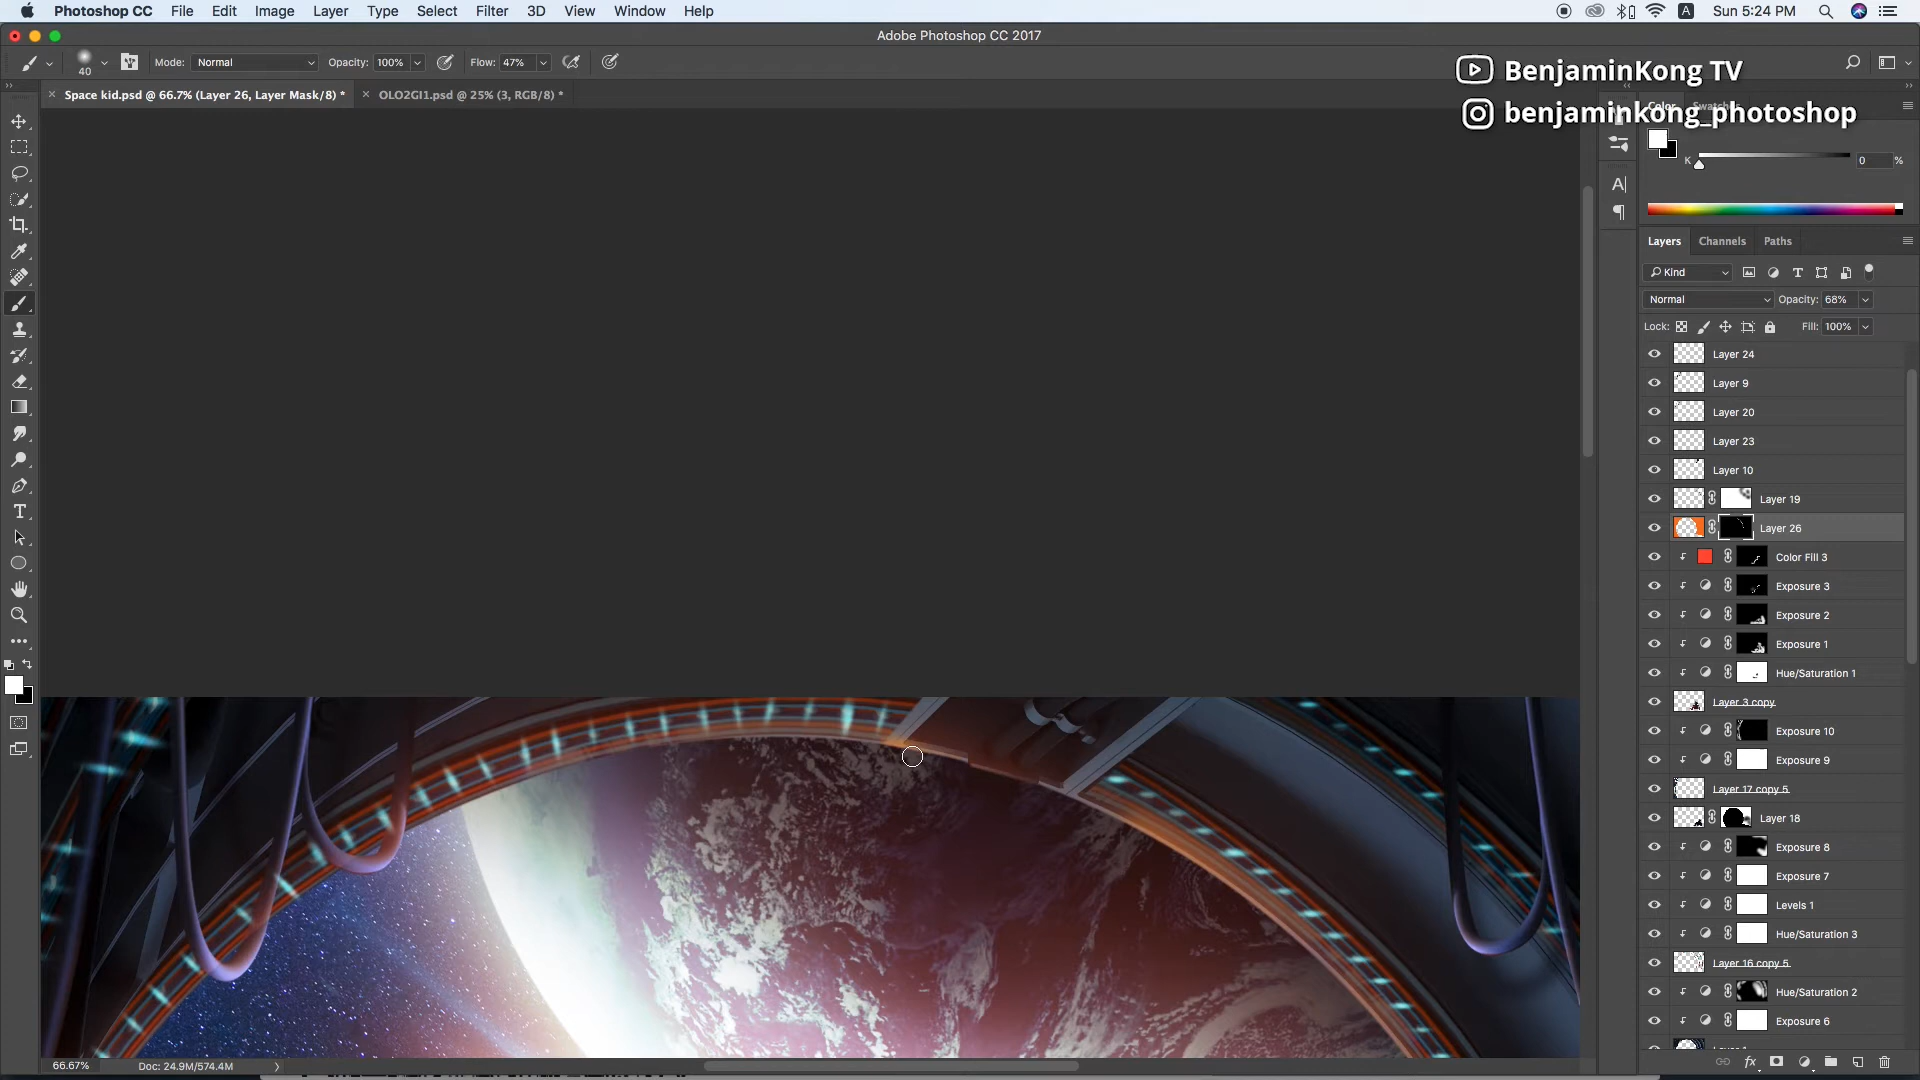 Photoshop CC File Edit Image Layer Type Select Filter 3D View Window Help
A Sun 5:24 PM
Adobe Photoshop CC 2017
40 Mode: Normal Opacity: 100% Flow: 47%
BenjaminKong TV
benjaminkong_photoshop
Space kid.psd @ 66.7% (Layer 26, Layer Mask/8) *
OLO2GI1.psd @ 25% (3, RGB/8) *
Color
K 0 %
Layers Channels Paths
Kind
Normal Opacity: 68%
Lock: Fill: 100%
Layer 24
Layer 9
Layer 20
Layer 23
Layer 10
Layer 19
Layer 26
Color Fill 3
Exposure 3
Exposure 2
Exposure 1
Hue/Saturation 1
Layer 3 copy
Exposure 10
Exposure 9
Layer 17 copy 5
Layer 18
Exposure 8
Exposure 7
Levels 1
Hue/Saturation 3
Layer 16 copy 5
Hue/Saturation 2
Exposure 6
66.67% Doc: 24.9M/574.4M